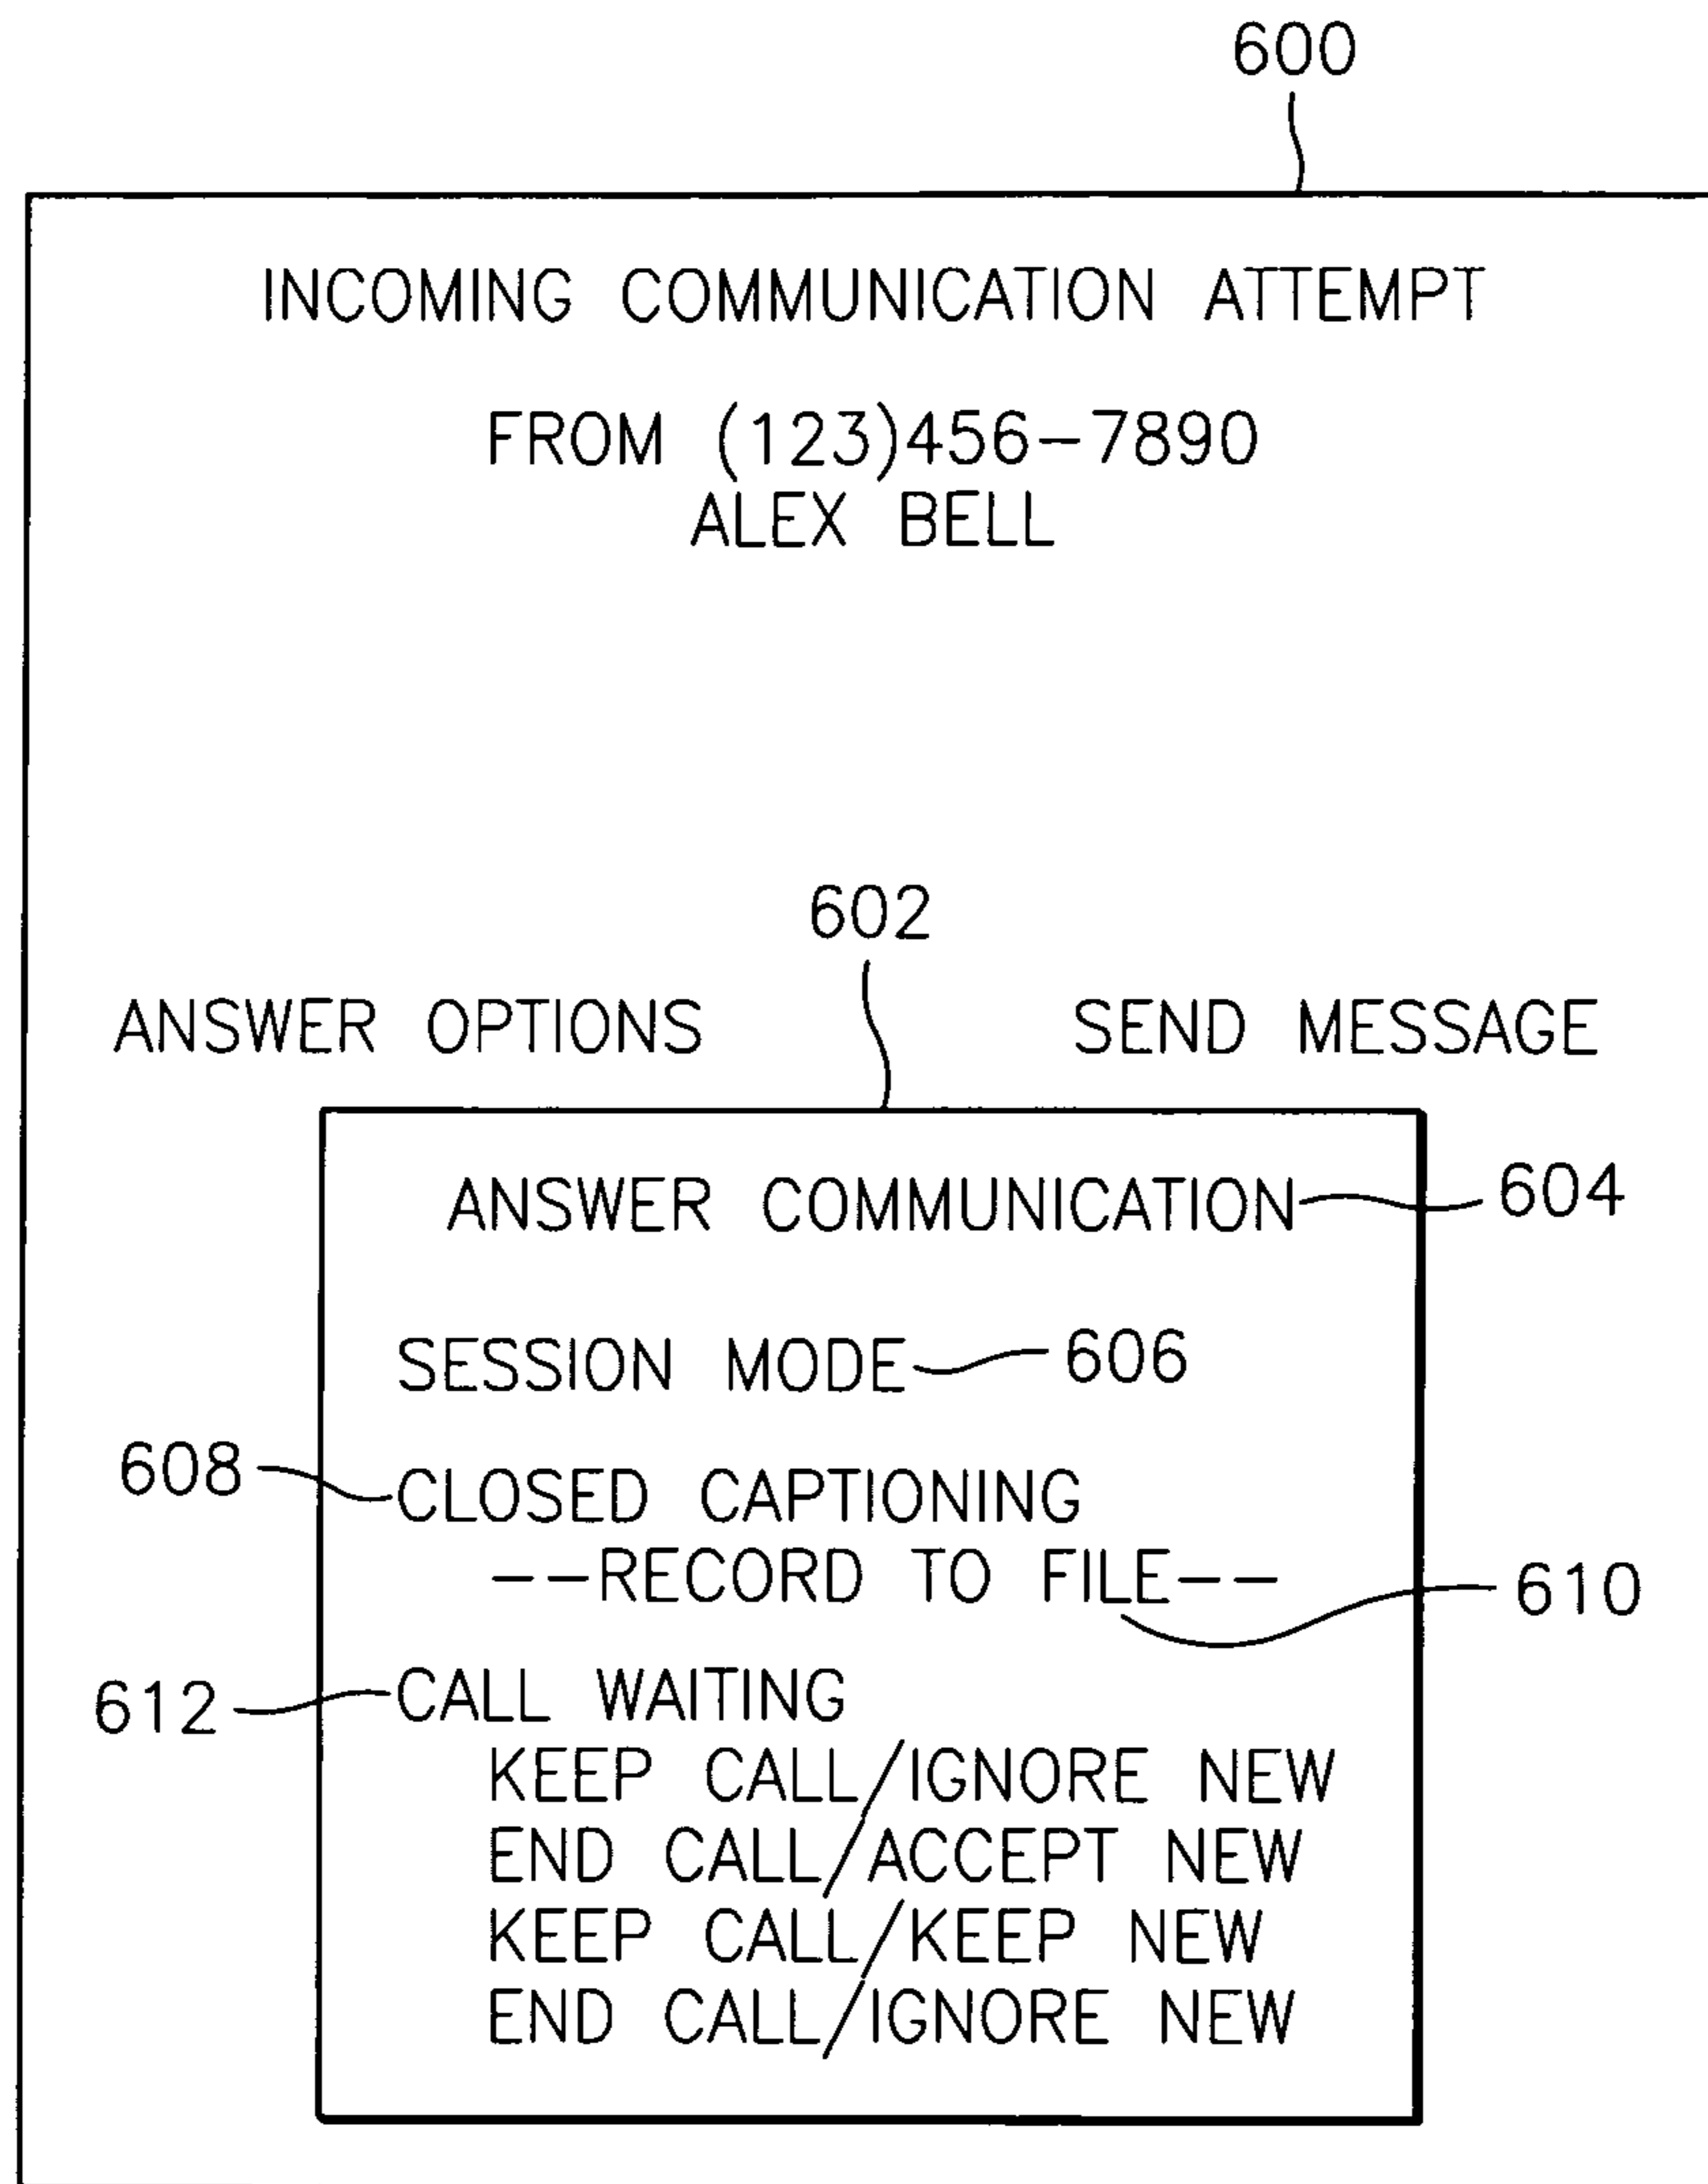 600
INCOMING COMMUNICATION ATTEMPT
FROM (123)456-7890
ALEX BELL
602
ANSWER OPTIONS SEND MESSAGE
ANSWER COMMUNICATION 604
SESSION MODE 606
608 CLOSED CAPTIONING
--RECORD TO FILE-- 610
612 CALL WAITING
KEEP CALL/IGNORE NEW
END CALL/ACCEPT NEW
KEEP CALL/KEEP NEW
END CALL/IGNORE NEW